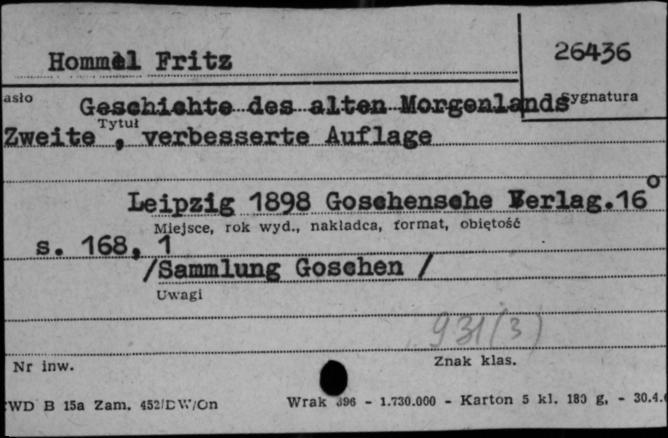 Hommel Fritz
26436
asło
Sygnatura
Geschichte des alten Morgenlands
Tytuł
Zweite , verbesserte Auflage
Leipzig 1898 Goschensche Verlag.16°
Miejsce, rok wyd., nakładca, format, objętość
s. 168, 1
/Sammlung Goschen /
Uwagi
931(3)
Nr inw.
Znak klas.
WD B 15a Zam. 452/DW/On
Wrak 396 - 1.730.000 - Karton 5 kl. 180 g, - 30.4.